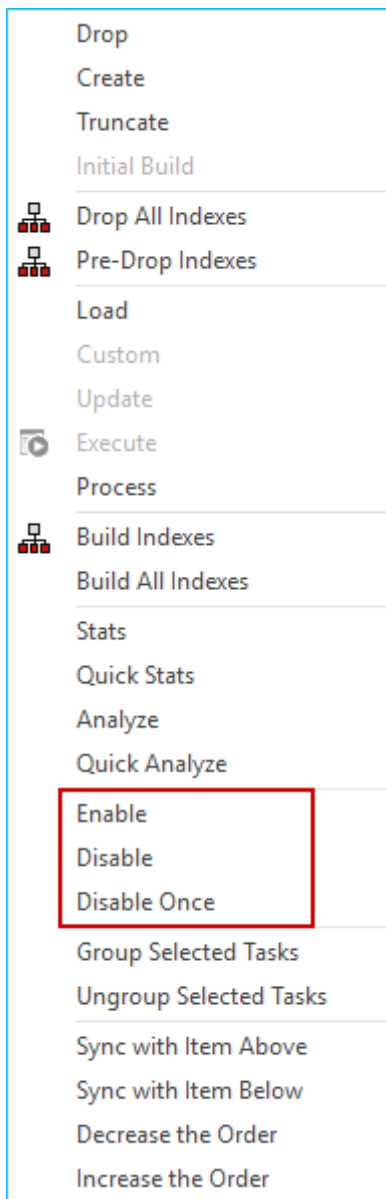 Drop
Create
Truncate
Initial Build
Drop All Indexes
Pre-Drop Indexes
Load
Custom
Update
Execute
Process
Build Indexes
Build All Indexes
Stats
Quick Stats
Analyze
Quick Analyze
Enable
Disable
Disable Once
Group Selected Tasks
Ungroup Selected Tasks
Sync with Item Above
Sync with Item Below
Decrease the Order
Increase the Order